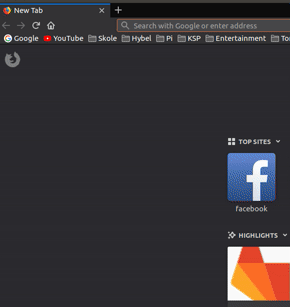 New Tab
Search with Google or enter address
Google YouTube Skole Hybel Pi KSP Entertainment
TOP SITES
facebook
HIGHLIGHTS